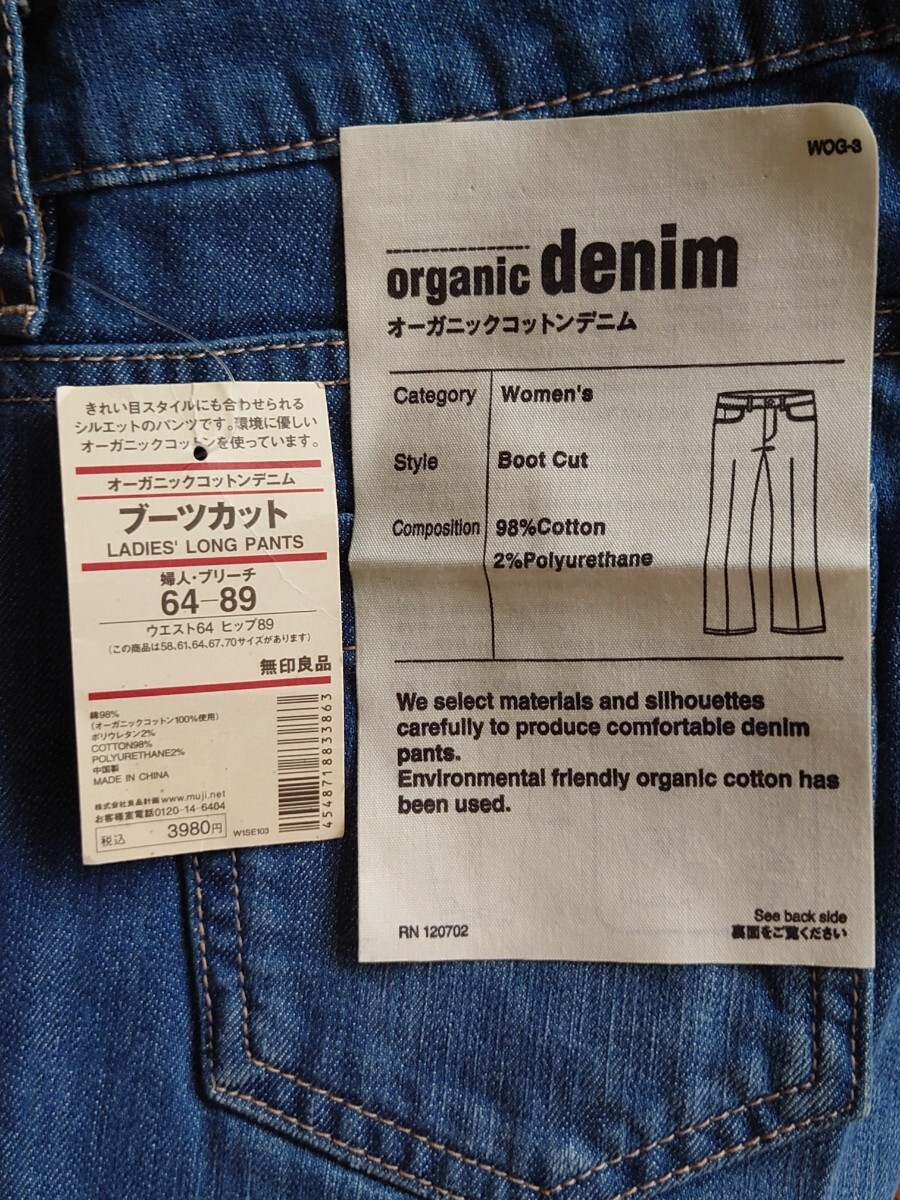 きれい目スタイルにも合わせられる
シルエットのパンツです。環境に優しい
オーガニックコットンを使っています。
オーガニックコットンデニム
ブーツカット
LADIES' LONG PANTS
婦人・ブリーチ
64-89
ウエスト64 ヒップ89
(この商品は58,61,64,67,70サイズがあります)
無印良品
綿98%
(オーガニックコットン100%使用)
ポリウレタン2%
COTTON98%
POLYURETHANE2%
中国製
MADE IN CHINA
株式会社良品計画 www.muji.net
お客様室電話0120-14-6404
税込 3980円
W1SE103
4548718383863
WOG-3
organic denim
オーガニックコットンデニム
Category Women's
Style Boot Cut
Composition 98%Cotton
2%Polyurethane
We select materials and silhouettes
carefully to produce comfortable denim
pants.
Environmental friendly organic cotton has
been used.
RN 120702
See back side
裏面をご覧ください